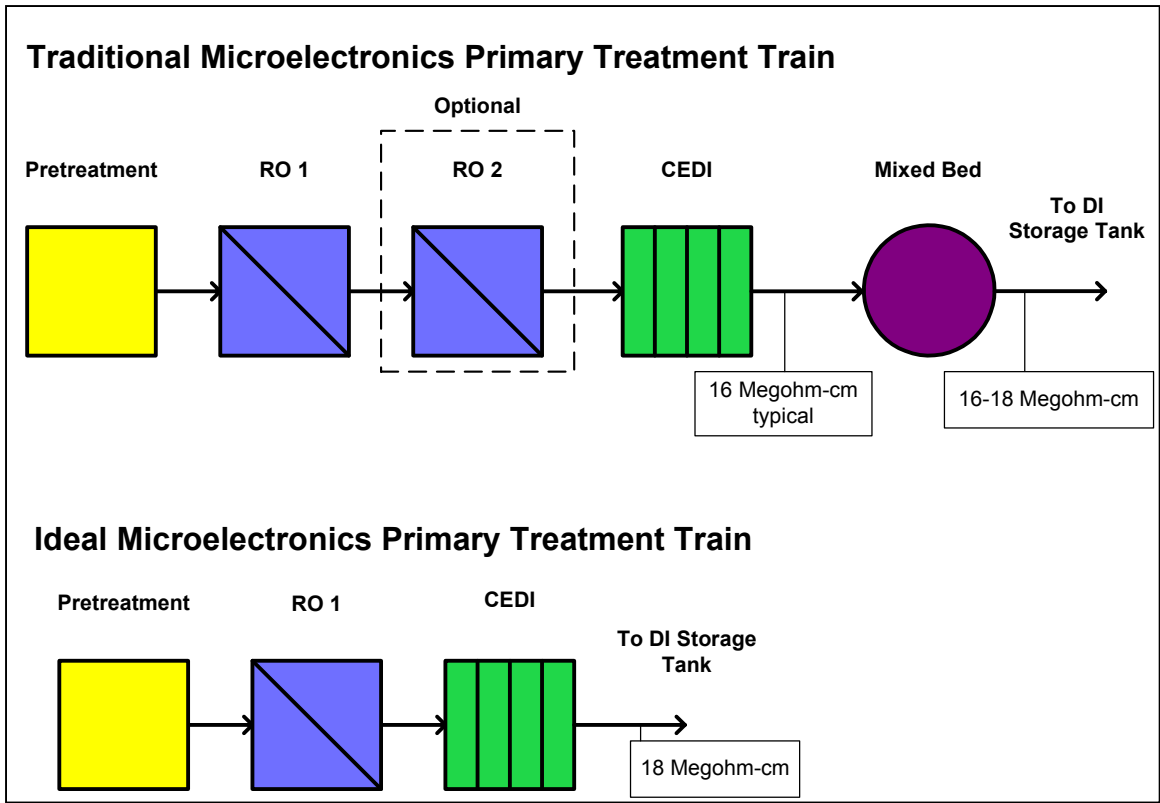 Traditional Microelectronics Primary Treatment Train
Optional
Pretreatment
RO 1
RO 2
CEDI
Mixed Bed
To DI
Storage Tank
16 Megohm-cm
typical
16-18 Megohm-cm
Ideal Microelectronics Primary Treatment Train
Pretreatment
RO 1
CEDI
To DI Storage
Tank
18 Megohm-cm